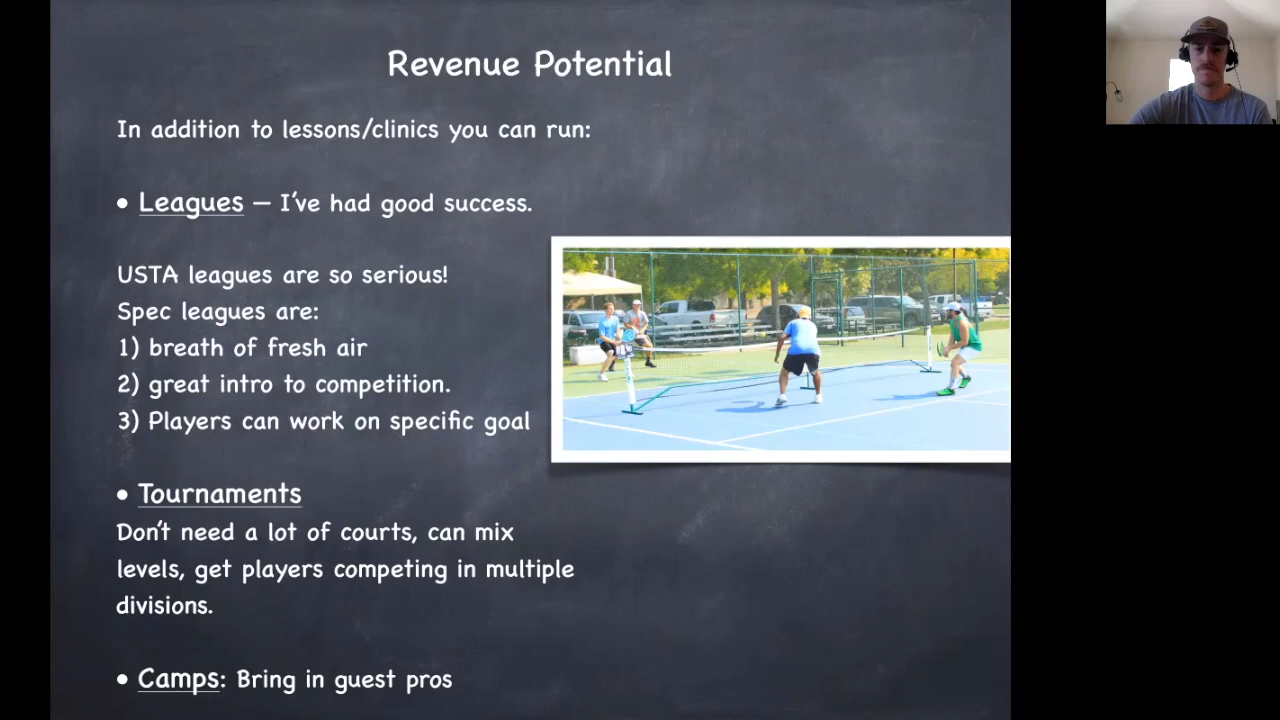 Revenue Potential
In addition to lessons/clinics you can run:
• Leagues – I've had good success.
USTA leagues are so serious!
Spec leagues are:
1) breath of fresh air
2) great intro to competition.
3) Players can work on specific goal
• Tournaments
Don't need a lot of courts, can mix
levels, get players competing in multiple
divisions.
• Camps: Bring in guest pros